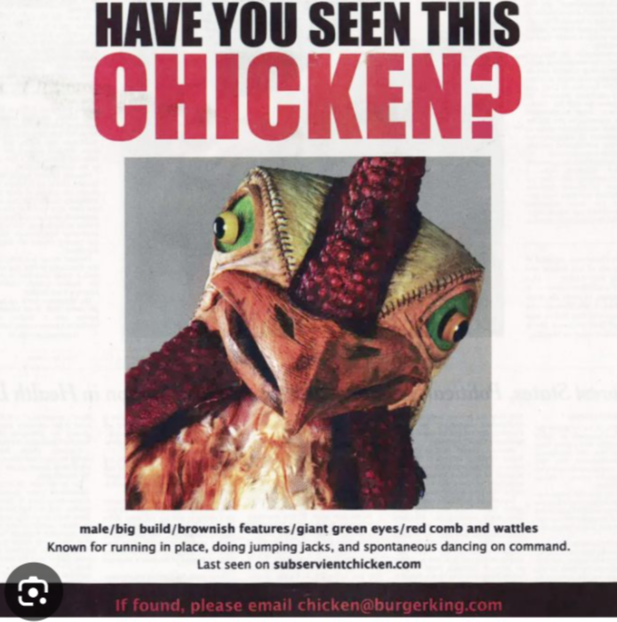 HAVE YOU SEEN THIS
CHICKEN?
male/big build/brownish features/giant green eyes/red comb and wattles
Known for running in place, doing jumping jacks, and spontaneous dancing on command.
Last seen on subservientchicken.com
If found, please email chicken@burgerking.com